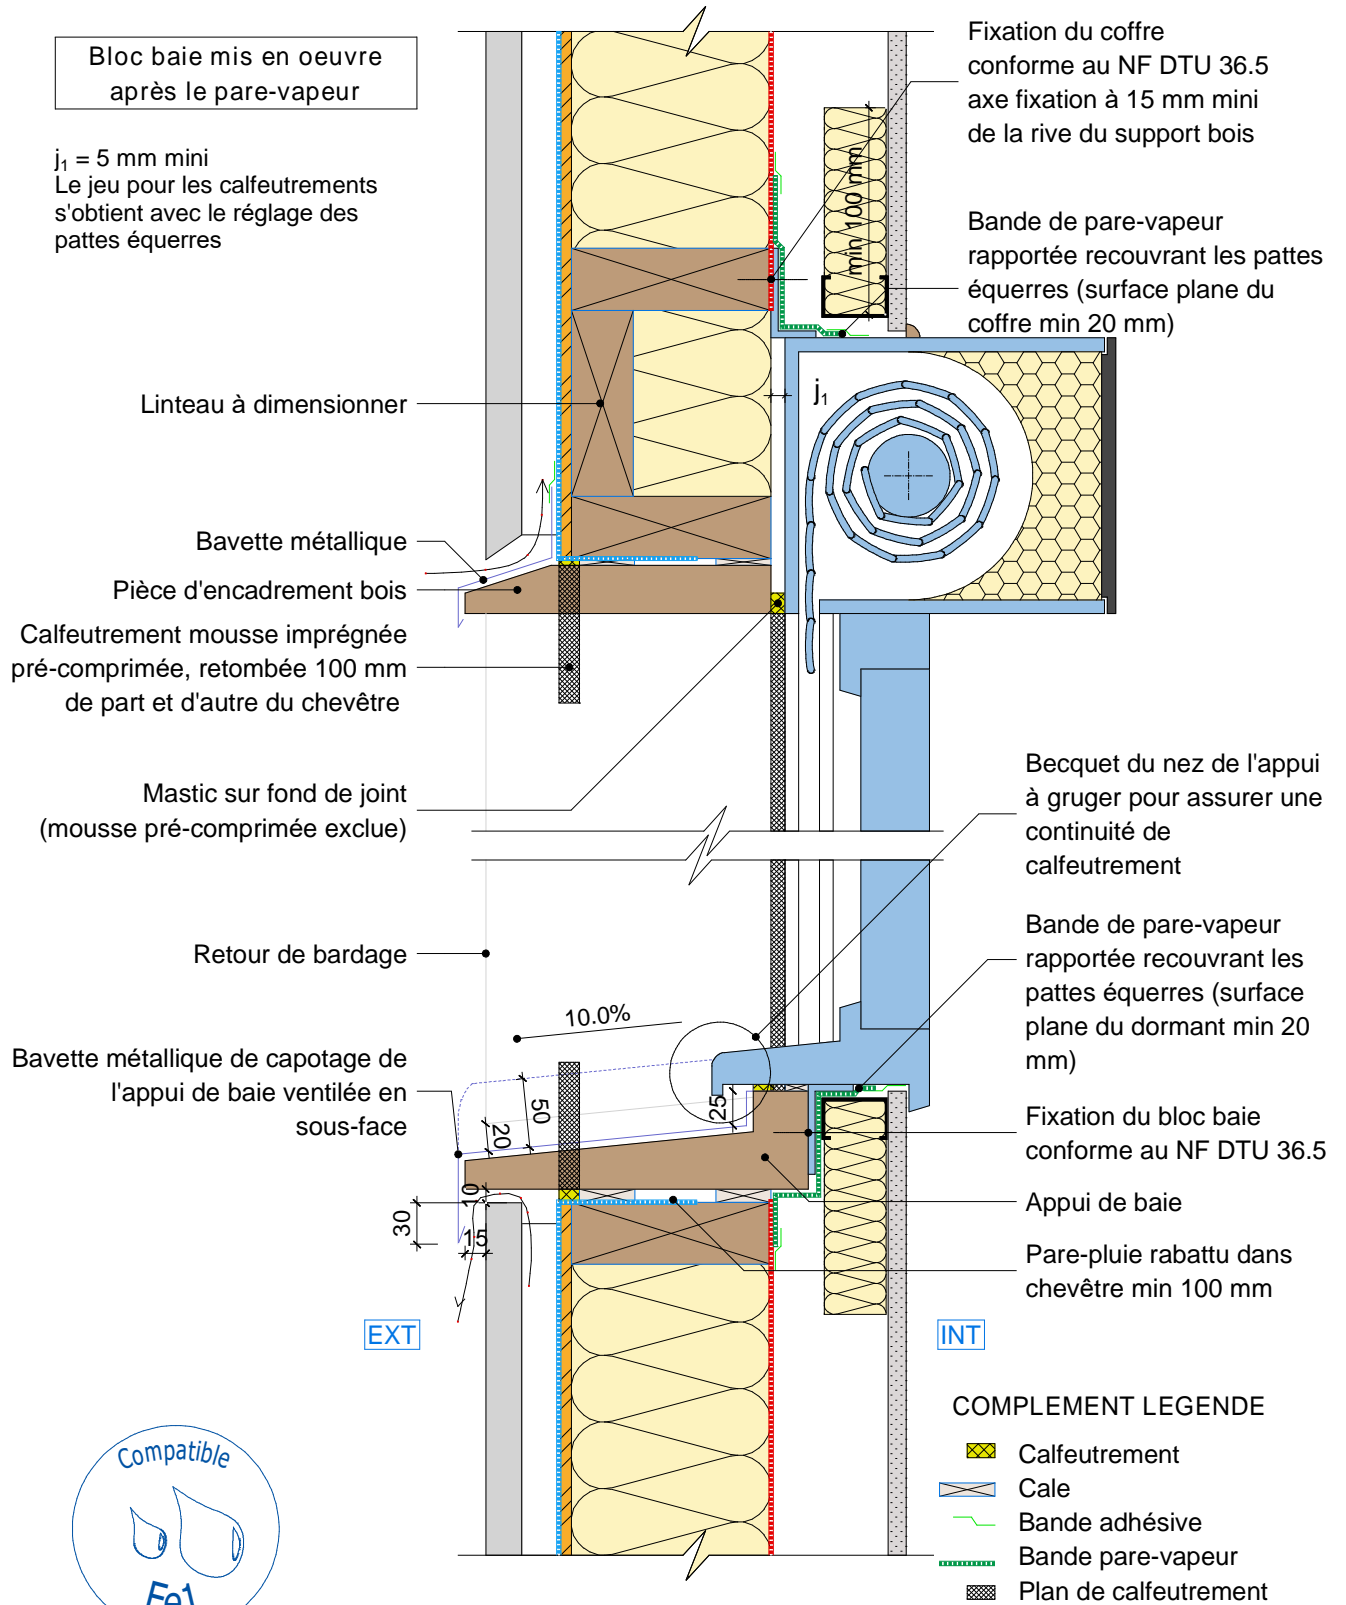 Bloc baie mis en oeuvre
après le pare-vapeur
j₁ = 5 mm mini
Le jeu pour les calfeutrements
s'obtient avec le réglage des
pattes équerres
Fixation du coffre
conforme au NF DTU 36.5
axe fixation à 15 mm mini
de la rive du support bois
min 100 mm
Bande de pare-vapeur
rapportée recouvrant les pattes
équerres (surface plane du
coffre min 20 mm)
Linteau à dimensionner
j₁
Bavette métallique
Pièce d'encadrement bois
Calfeutrement mousse imprégnée
pré-comprimée, retombée 100 mm
de part et d'autre du chevêtre
Mastic sur fond de joint
(mousse pré-comprimée exclue)
Becquet du nez de l'appui
à gruger pour assurer une
continuité de
calfeutrement
Retour de bardage
Bande de pare-vapeur
rapportée recouvrant les
pattes équerres (surface
plane du dormant min 20
mm)
10.0%
Bavette métallique de capotage de
l'appui de baie ventilée en
sous-face
50
20
25
10
30
15
Fixation du bloc baie
conforme au NF DTU 36.5
Appui de baie
Pare-pluie rabattu dans
chevêtre min 100 mm
EXT
INT
COMPLEMENT LEGENDE
Calfeutrement
Cale
Bande adhésive
Bande pare-vapeur
Plan de calfeutrement
Compatible
Fe1